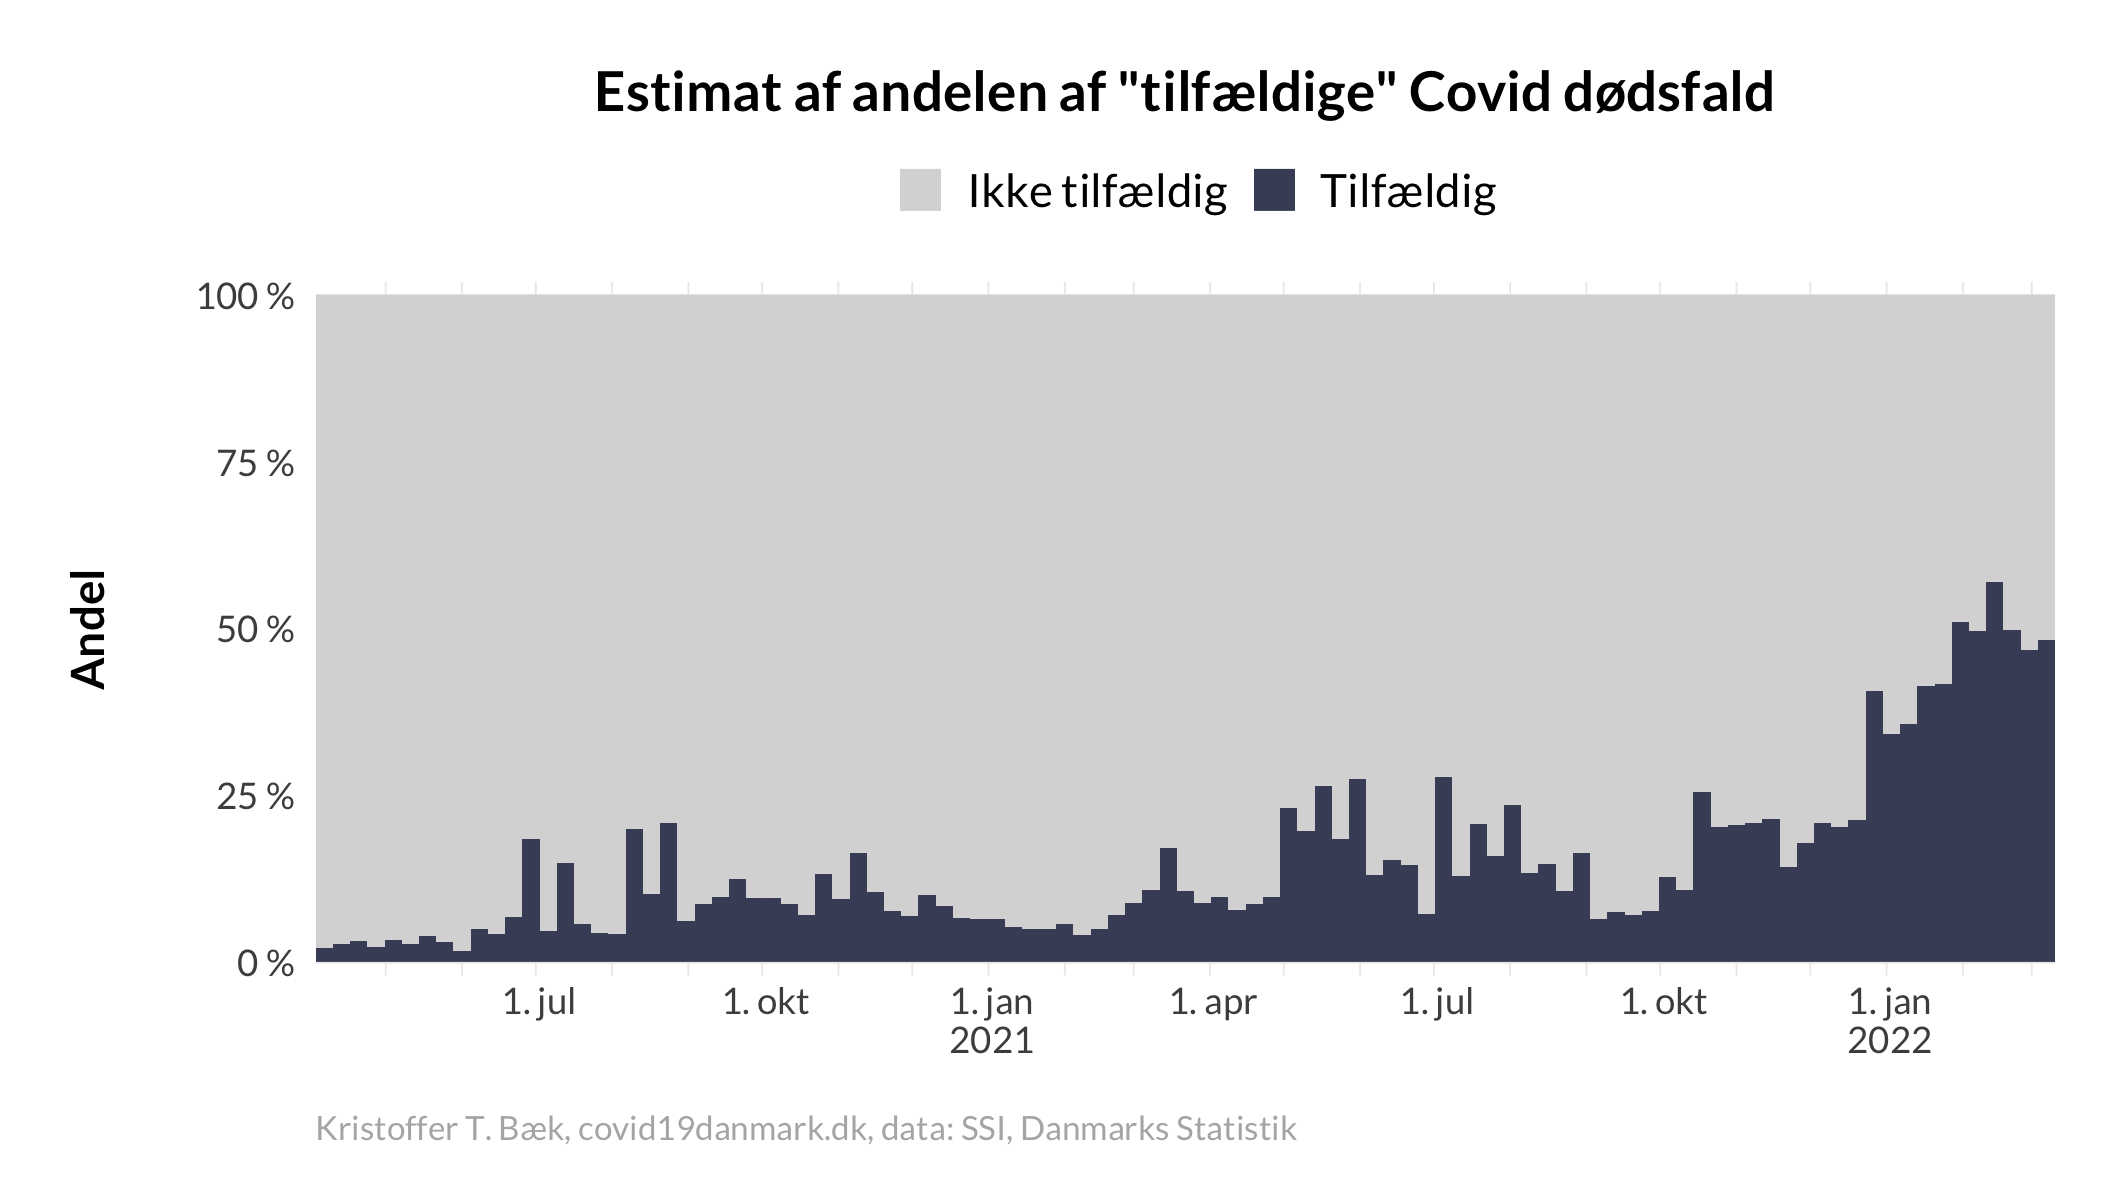 Estimat af andelen af "tilfældige" Covid dødsfald
Ikke tilfældig Tilfældig
100 %
75 %
50 %
25 %
0 %
Andel
1. jul 1. okt 1. jan 1. apr 1. jul 1. okt 1. jan
2021 2022
Kristoffer T. Bæk, covid19danmark.dk, data: SSI, Danmarks Statistik